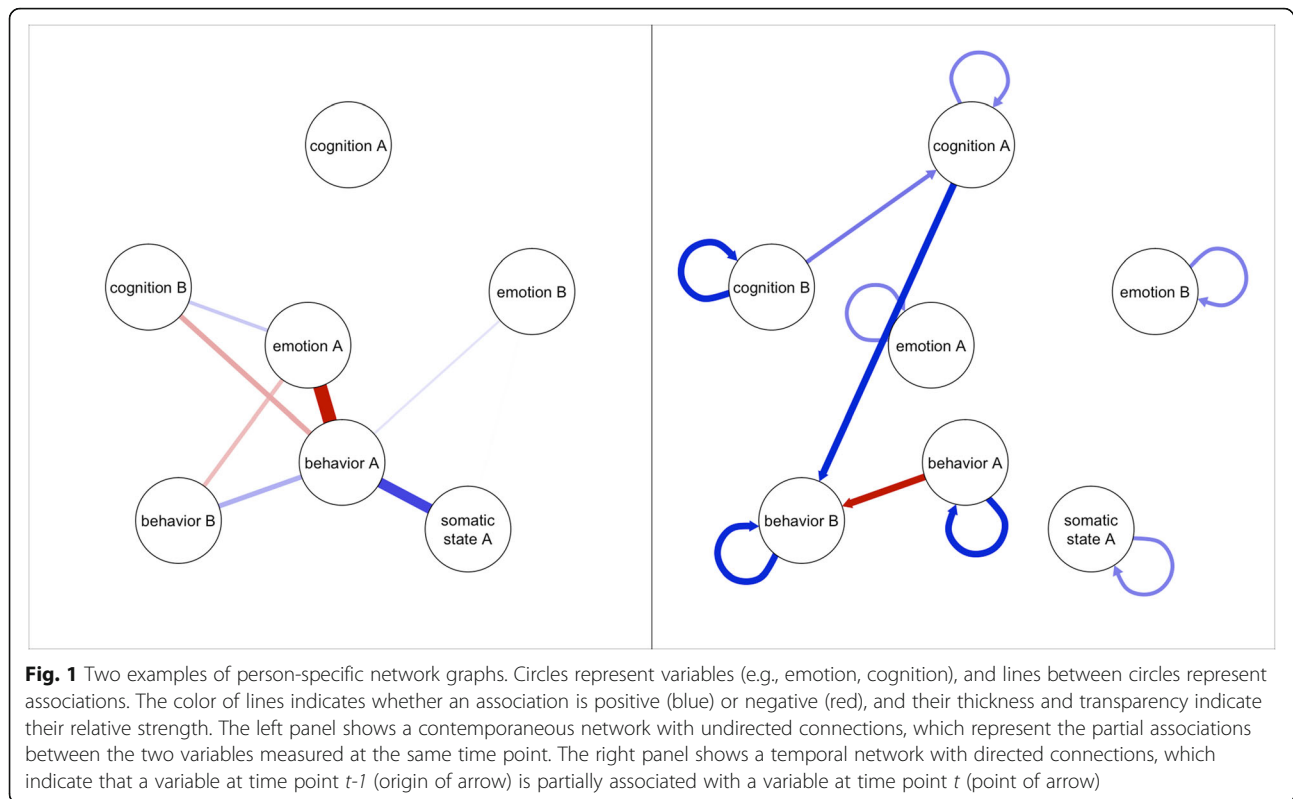 cognition A
cognition B
emotion B
emotion A
behavior A
behavior B
somatic
state A
cognition A
cognition B
emotion B
emotion A
behavior A
behavior B
somatic
state A
Fig. 1 Two examples of person-specific network graphs. Circles represent variables (e.g., emotion, cognition), and lines between circles represent
associations. The color of lines indicates whether an association is positive (blue) or negative (red), and their thickness and transparency indicate
their relative strength. The left panel shows a contemporaneous network with undirected connections, which represent the partial associations
between the two variables measured at the same time point. The right panel shows a temporal network with directed connections, which
indicate that a variable at time point t-1 (origin of arrow) is partially associated with a variable at time point t (point of arrow)